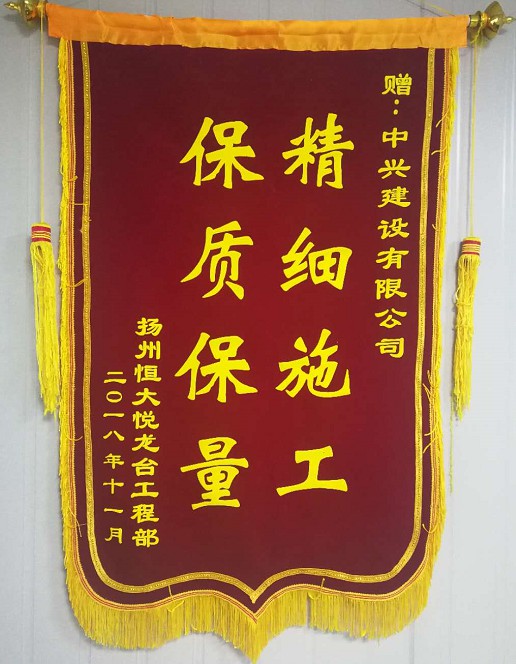 赠：中兴建设有限公司
精细施工
保质保量
扬州恒大悦龙台工程部
二〇一八年十一月